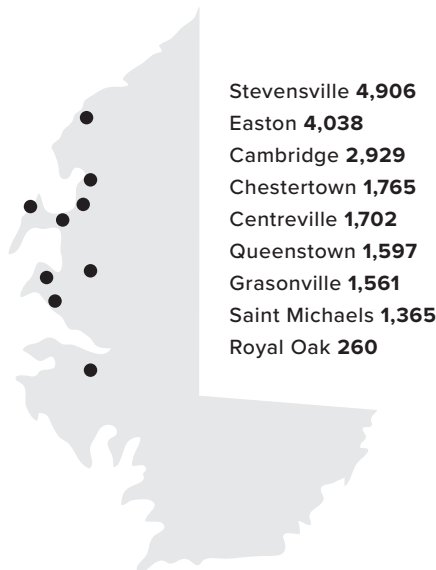 Stevensville 4,906
Easton 4,038
Cambridge 2,929
Chestertown 1,765
Centreville 1,702
Queenstown 1,597
Grasonville 1,561
Saint Michaels 1,365
Royal Oak 260